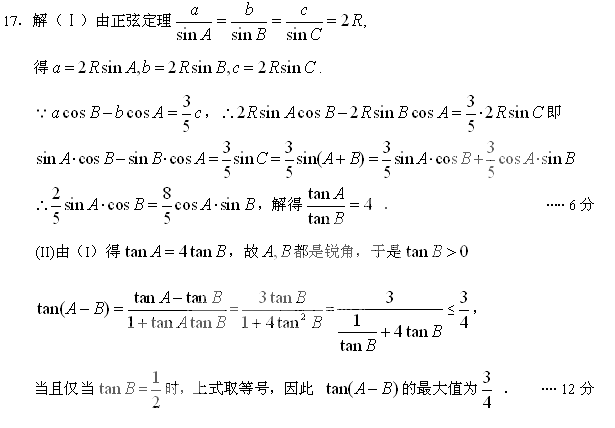 17．解（Ⅰ）由正弦定理 a/sin A = b/sin B = c/sin C = 2R,
得 a = 2R sin A, b = 2R sin B, c = 2R sin C .
∵ a cos B − b cos A = 3/5 c，∴ 2R sin A cos B − 2R sin B cos A = 3/5 · 2R sin C 即
sin A · cos B − sin B · cos A = 3/5 sin C = 3/5 sin(A + B) = 3/5 sin A · cos B + 3/5 cos A · sin B
∴ 2/5 sin A · cos B = 8/5 cos A · sin B，解得 tan A/tan B = 4 ． ····· 6 分
(II)由（I）得 tan A = 4 tan B，故 A, B 都是锐角，于是 tan B > 0
tan(A − B) = (tan A − tan B)/(1 + tan A tan B) = 3 tan B/(1 + 4 tan² B) = 3/(1/tan B + 4 tan B) ≤ 3/4，
当且仅当 tan B = 1/2 时，上式取等号，因此 tan(A − B) 的最大值为 3/4 ． ···· 12 分